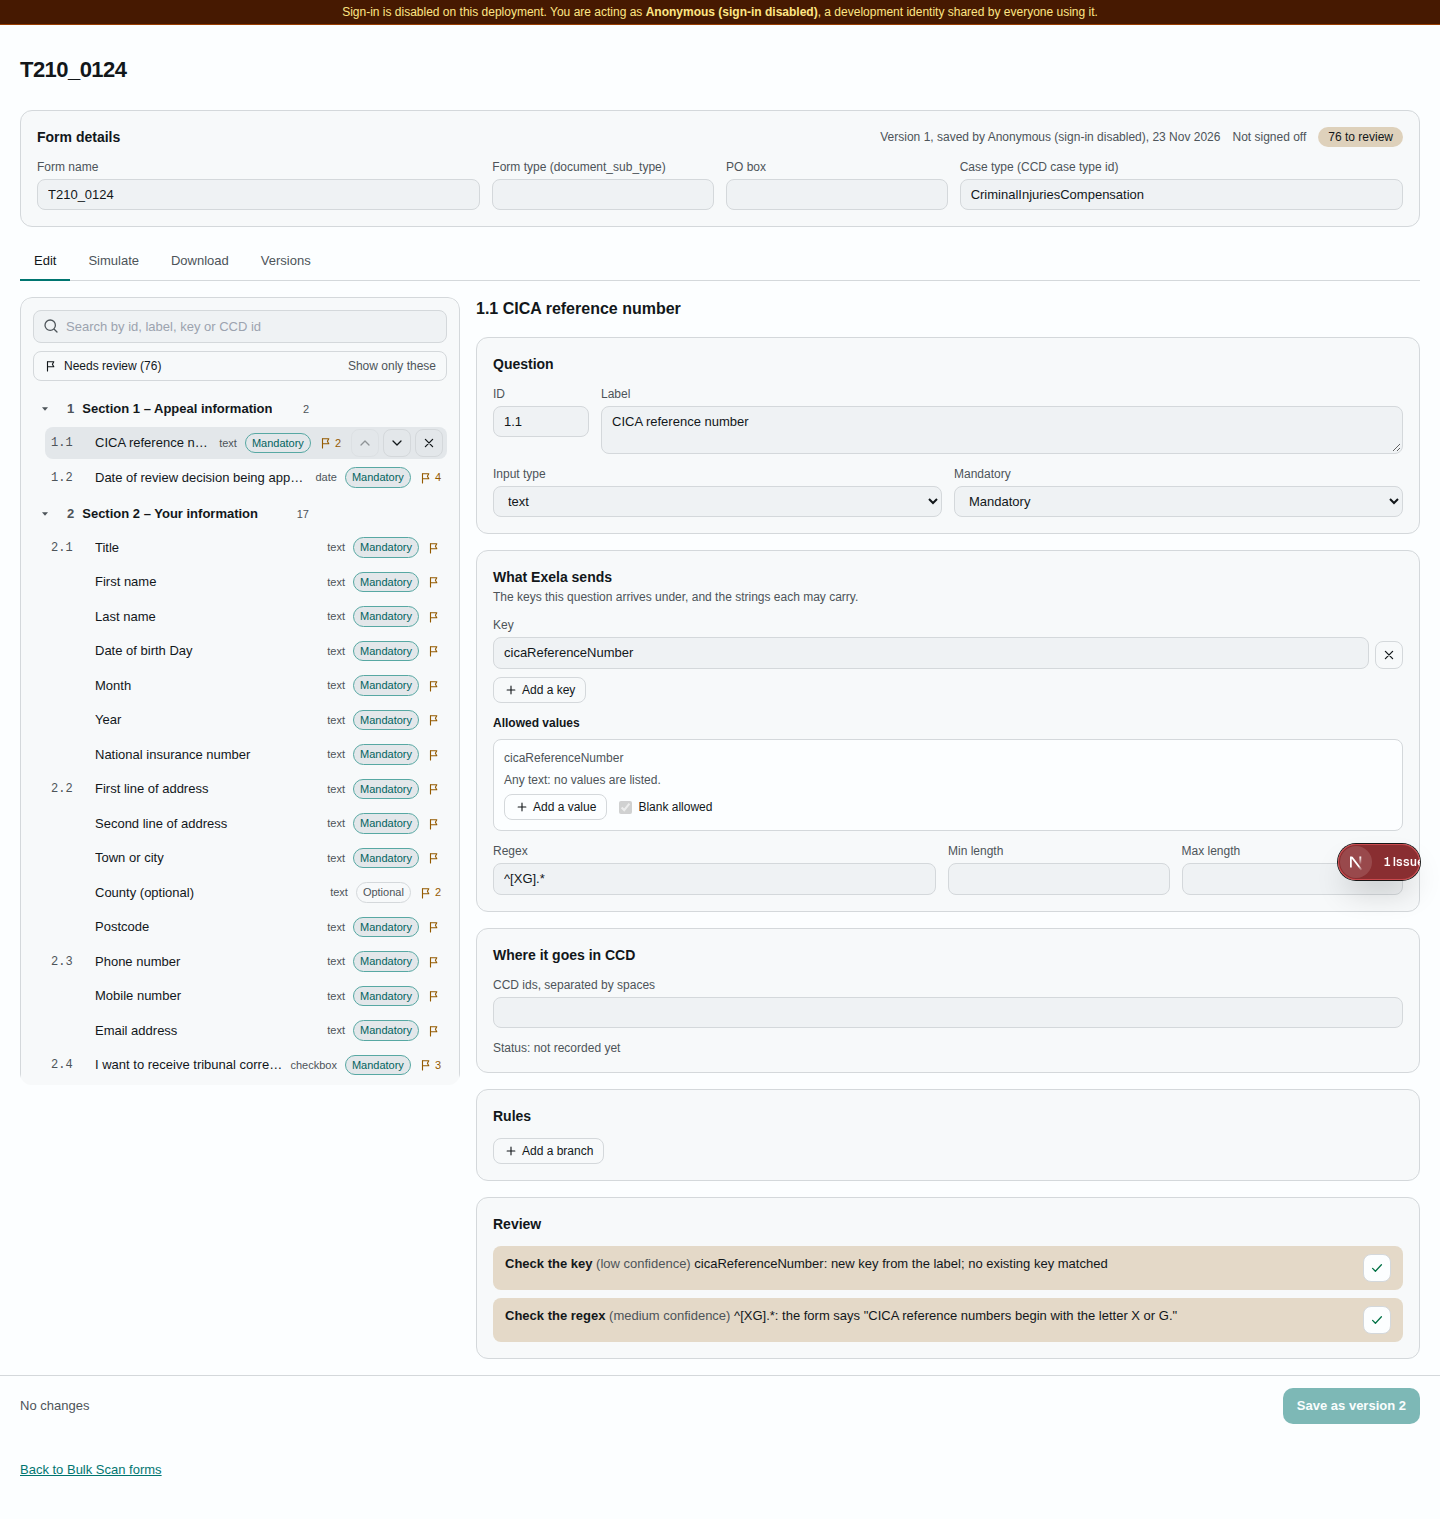 Sign-in is disabled on this deployment. You are acting as Anonymous (sign-in disabled), a development identity shared by everyone using it.
T210_0124
Form details
Version 1, saved by Anonymous (sign-in disabled), 23 Nov 2026 Not signed off 76 to review
Form name
Form type (document_sub_type)
PO box
Case type (CCD case type id)
T210_0124
CriminalInjuriesCompensation
Edit Simulate Download Versions
Search by id, label, key or CCD id
Needs review (76) Show only these
1 Section 1 – Appeal information 2
1.1 CICA reference n… text Mandatory 2
1.2 Date of review decision being app… date Mandatory 4
2 Section 2 – Your information 17
2.1 Title text Mandatory
First name text Mandatory
Last name text Mandatory
Date of birth Day text Mandatory
Month text Mandatory
Year text Mandatory
National insurance number text Mandatory
2.2 First line of address text Mandatory
Second line of address text Mandatory
Town or city text Mandatory
County (optional) text Optional 2
Postcode text Mandatory
2.3 Phone number text Mandatory
Mobile number text Mandatory
Email address text Mandatory
2.4 I want to receive tribunal corre… checkbox Mandatory 3
1.1 CICA reference number
Question
ID Label
1.1 CICA reference number
Input type Mandatory
text Mandatory
What Exela sends
The keys this question arrives under, and the strings each may carry.
Key
cicaReferenceNumber
Add a key
Allowed values
cicaReferenceNumber
Any text: no values are listed.
Add a value Blank allowed
Regex Min length Max length
^[XG].*
1 Issue
Where it goes in CCD
CCD ids, separated by spaces
Status: not recorded yet
Rules
Add a branch
Review
Check the key (low confidence) cicaReferenceNumber: new key from the label; no existing key matched
Check the regex (medium confidence) ^[XG].*: the form says "CICA reference numbers begin with the letter X or G."
No changes
Save as version 2
Back to Bulk Scan forms